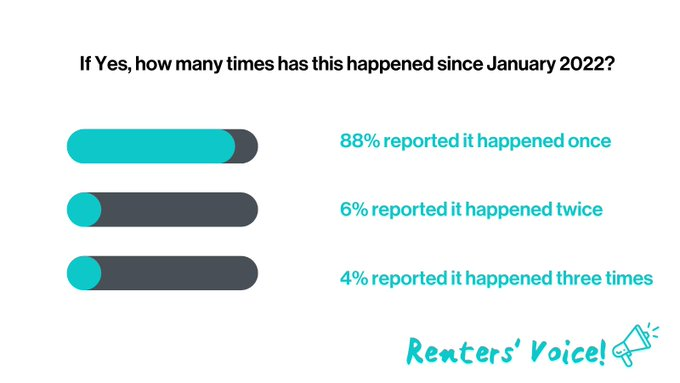 If Yes, how many times has this happened since January 2022?
88% reported it happened once
6% reported it happened twice
4% reported it happened three times
Renters' Voice!